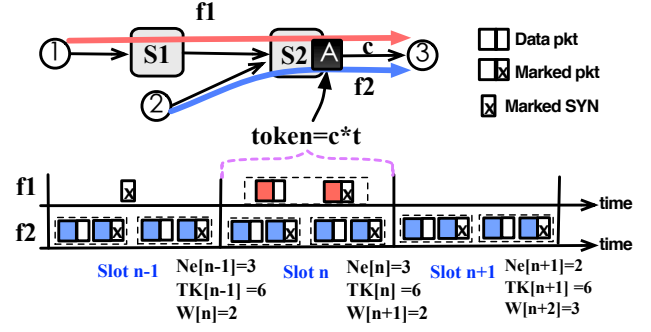 f1
1
S1
S2
A
c
3
2
f2
Data pkt
X
Marked pkt
X
Marked SYN
token=c*t
f1
X
X
time
f2
X
X
X
X
X
X
time
Slot n-1
Ne[n-1]=3
TK[n-1] =6
W[n]=2
Slot n
Ne[n]=3
TK[n] =6
W[n+1]=2
Slot n+1
Ne[n+1]=2
TK[n+1] =6
W[n+2]=3